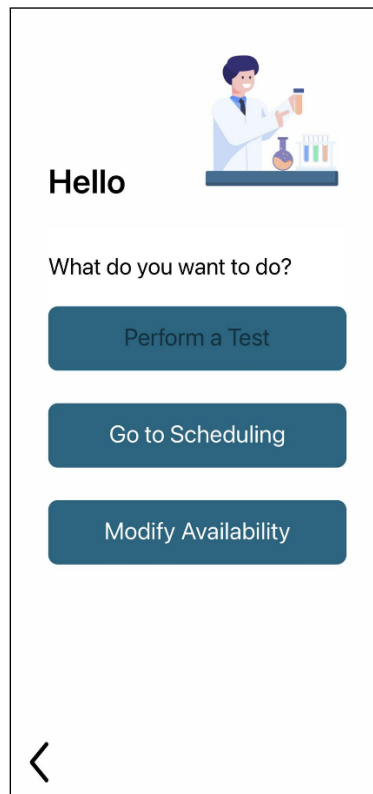 Hello
What do you want to do?
Perform a Test
Go to Scheduling
Modify Availability